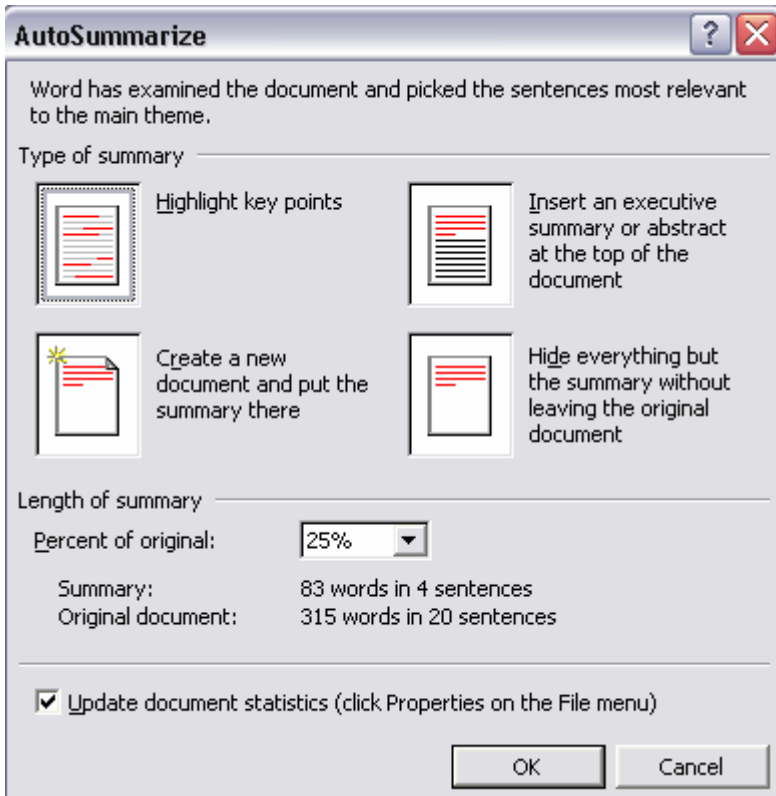 AutoSummarize
Word has examined the document and picked the sentences most relevant
to the main theme.
Type of summary
Highlight key points
Insert an executive
summary or abstract
at the top of the
document
Create a new
document and put the
summary there
Hide everything but
the summary without
leaving the original
document
Length of summary
Percent of original: 25%
Summary: 83 words in 4 sentences
Original document: 315 words in 20 sentences
Update document statistics (click Properties on the File menu)
OK Cancel